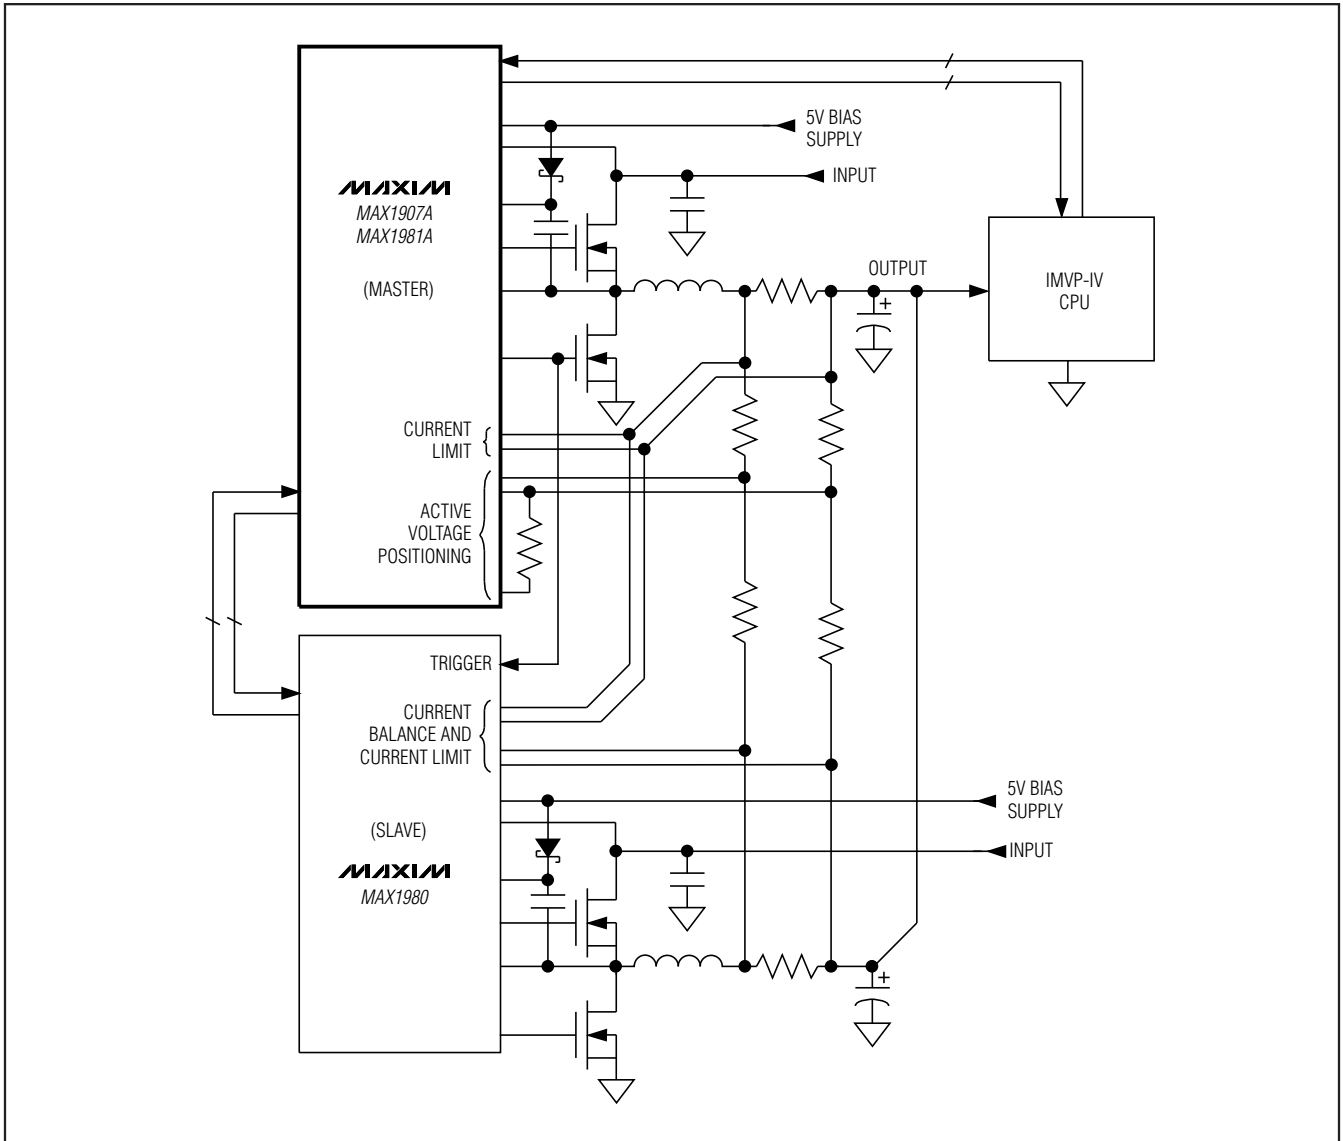 5V BIAS
SUPPLY
INPUT
MAXIM
MAX1907A
MAX1981A
(MASTER)
OUTPUT
+
IMVP-IV
CPU
CURRENT
LIMIT
ACTIVE
VOLTAGE
POSITIONING
TRIGGER
CURRENT
BALANCE AND
CURRENT LIMIT
5V BIAS
SUPPLY
(SLAVE)
INPUT
MAXIM
MAX1980
+